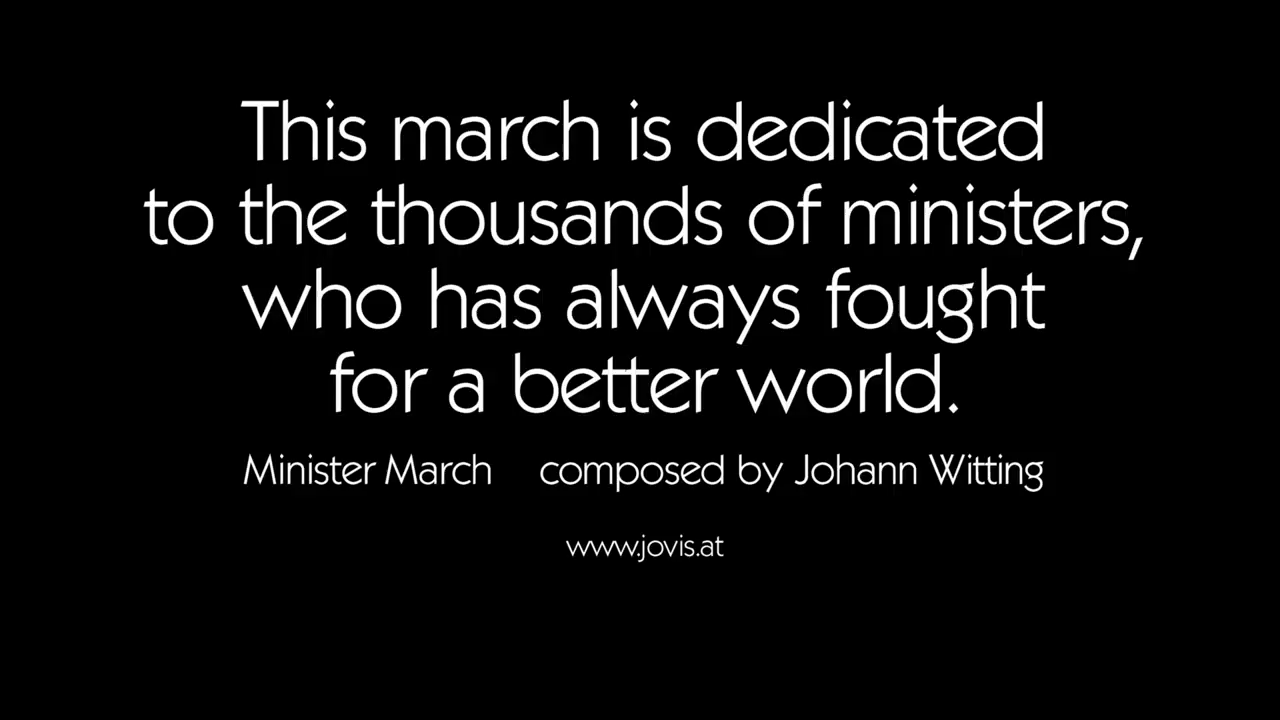 This march is dedicated
to the thousands of ministers,
who has always fought
for a better world.
Minister March composed by Johann Witting
www.jovis.at